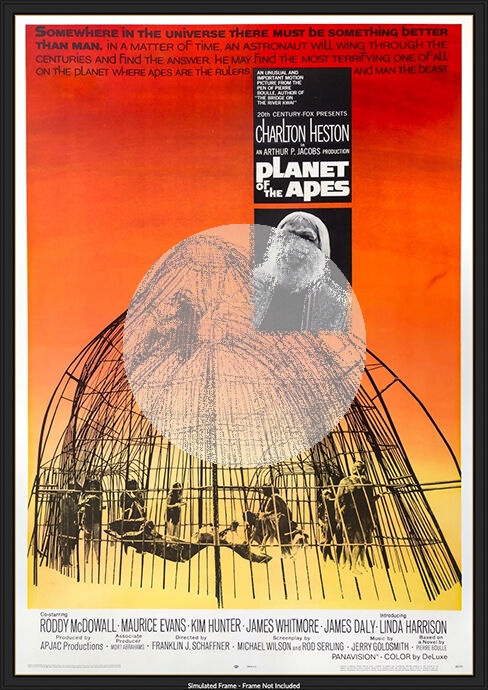 SOMEWHERE IN THE UNIVERSE THERE MUST BE SOMETHING BETTER
THAN MAN. IN A MATTER OF TIME, AN ASTRONAUT WILL WING THROUGH THE
CENTURIES AND FIND THE ANSWER. HE MAY FIND THE MOST TERRIFYING ONE OF ALL
ON THE PLANET WHERE APES ARE THE RULERS AND MAN THE BEAST.
AN UNUSUAL AND
IMPORTANT MOTION
PICTURE FROM THE
PEN OF PIERRE
BOULLE, AUTHOR OF
"THE BRIDGE ON
THE RIVER KWAI"
20th CENTURY-FOX PRESENTS
CHARLTON HESTON
in
AN ARTHUR P. JACOBS PRODUCTION
PLANET
OF THE APES
Co-starring
Introducing
RODDY McDOWALL · MAURICE EVANS · KIM HUNTER · JAMES WHITMORE · JAMES DALY · LINDA HARRISON
Produced by
APJAC Productions ·
Associate
Producer
MORT ABRAHAMS ·
Directed by
FRANKLIN J. SCHAFFNER ·
Screenplay by
MICHAEL WILSON and ROD SERLING ·
Music by
JERRY GOLDSMITH ·
Based on
a Novel by
PIERRE BOULLE
PANAVISION® · COLOR by DeLuxe
Simulated Frame - Frame Not Included